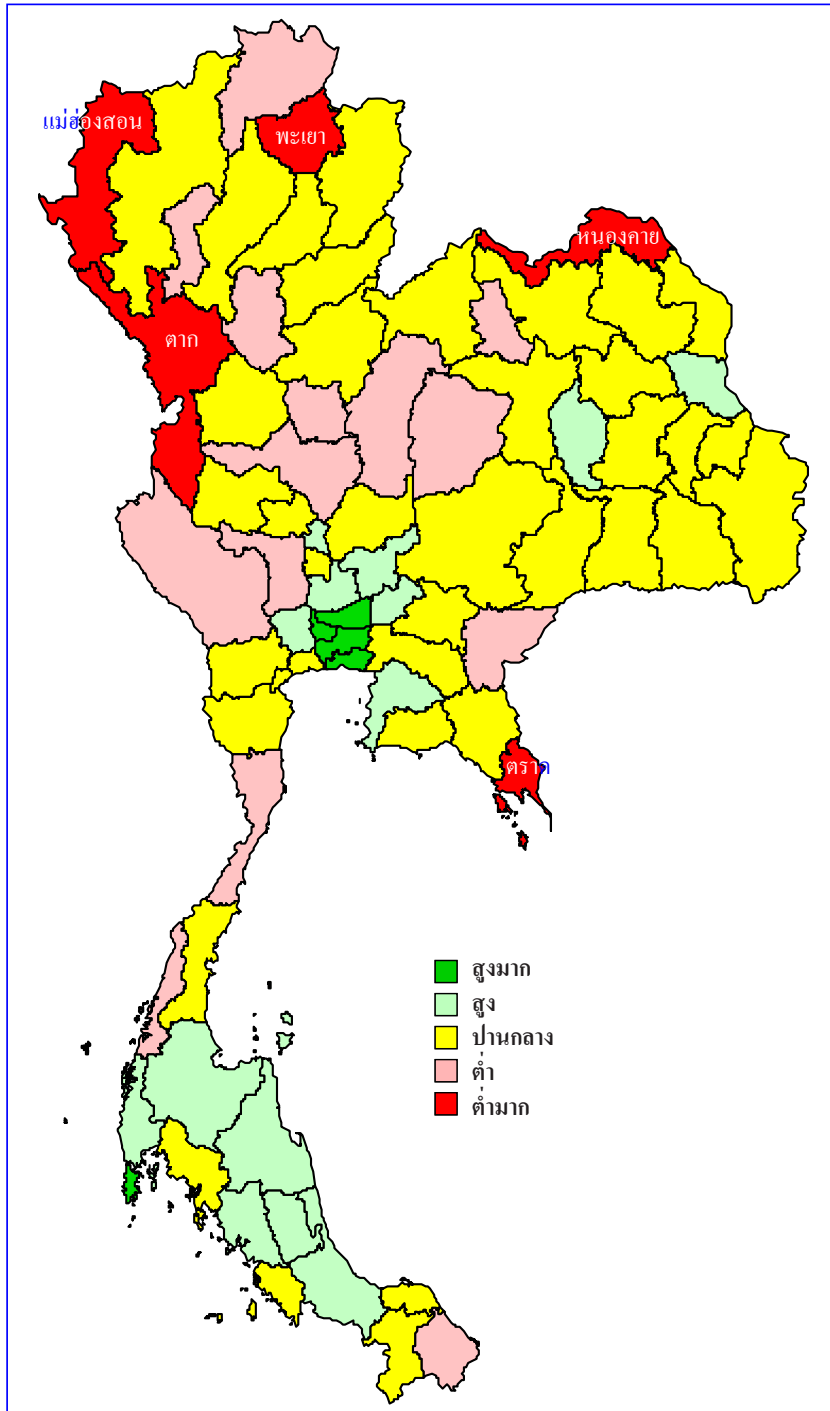 แม่ฮ่องสอน
พะเยา
หนองคาย
ตาก
ตราด
สูงมาก
สูง
ปานกลาง
ต่ำ
ต่ำมาก